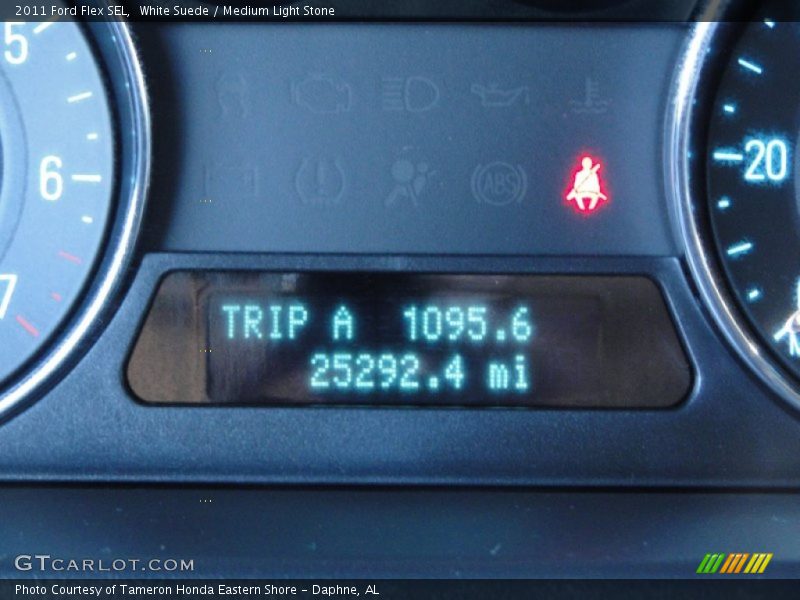 2011 Ford Flex SEL,  White Suede / Medium Light Stone
5
6
7
ABS
20
TRIP A 1095.6
25292.4 mi
GTCARLOT.COM
Photo Courtesy of Tameron Honda Eastern Shore - Daphne, AL